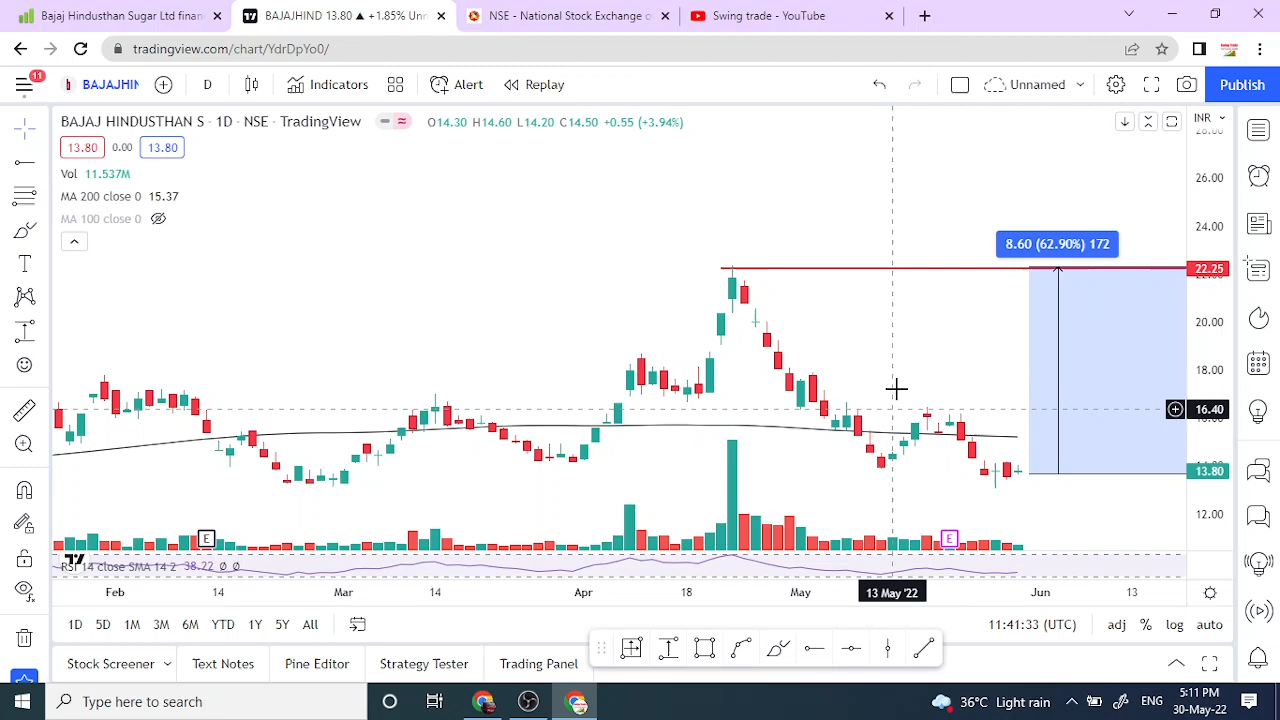 Bajaj Hindusthan Sugar Ltd financ
BAJAJHIND 13.80 ▲ +1.85% Unn
NSE - National Stock Exchange o
Swing trade - YouTube
tradingview.com/chart/YdrDpYo0/
11
BAJAJHIN
D
Indicators
Alert
Replay
Unnamed
Publish
BAJAJ HINDUSTHAN S · 1D · NSE · TradingView
O14.30 H14.60 L14.20 C14.50 +0.55 (+3.94%)
INR
28.00
13.80 0.00 13.80
Vol 11.537M
26.00
MA 200 close 0 15.37
MA 100 close 0
24.00
8.60 (62.90%) 172
22.25
20.00
18.00
16.40
13.80
12.00
E
E
RSI 14 close SMA 14 2 38.22 ∅ ∅
Feb 14 Mar 14 Apr 18 May 13 May '22 Jun 13
1D 5D 1M 3M 6M YTD 1Y 5Y All
11:41:33 (UTC) adj % log auto
Stock Screener Text Notes Pine Editor Strategy Tester Trading Panel
Type here to search
36°C Light rain
ENG
5:11 PM
30-May-22